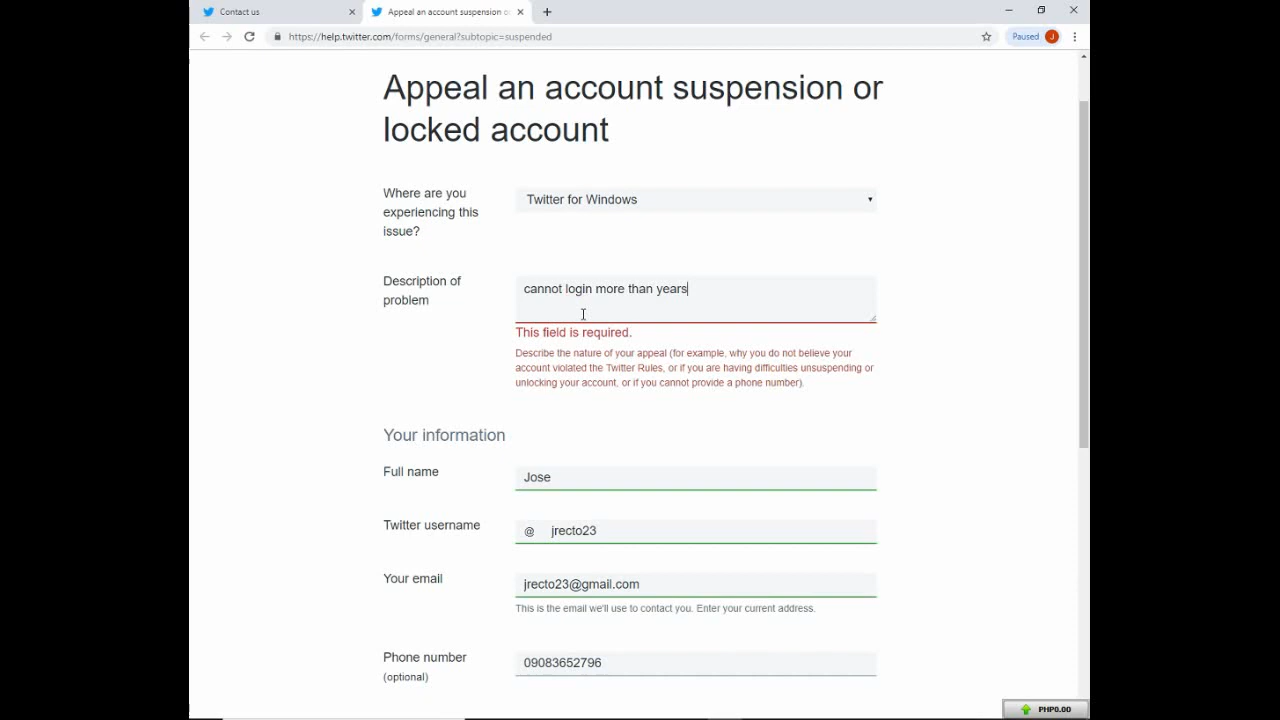 Contact us
Appeal an account suspension o
https://help.twitter.com/forms/general?subtopic=suspended
Paused J
Appeal an account suspension or
locked account
Where are you
experiencing this
issue?
Twitter for Windows
Description of
problem
cannot login more than years
This field is required.
Describe the nature of your appeal (for example, why you do not believe your
account violated the Twitter Rules, or if you are having difficulties unsuspending or
unlocking your account, or if you cannot provide a phone number).
Your information
Full name
Jose
Twitter username
@ jrecto23
Your email
jrecto23@gmail.com
This is the email we'll use to contact you. Enter your current address.
Phone number
(optional)
09083652796
PHP0.00